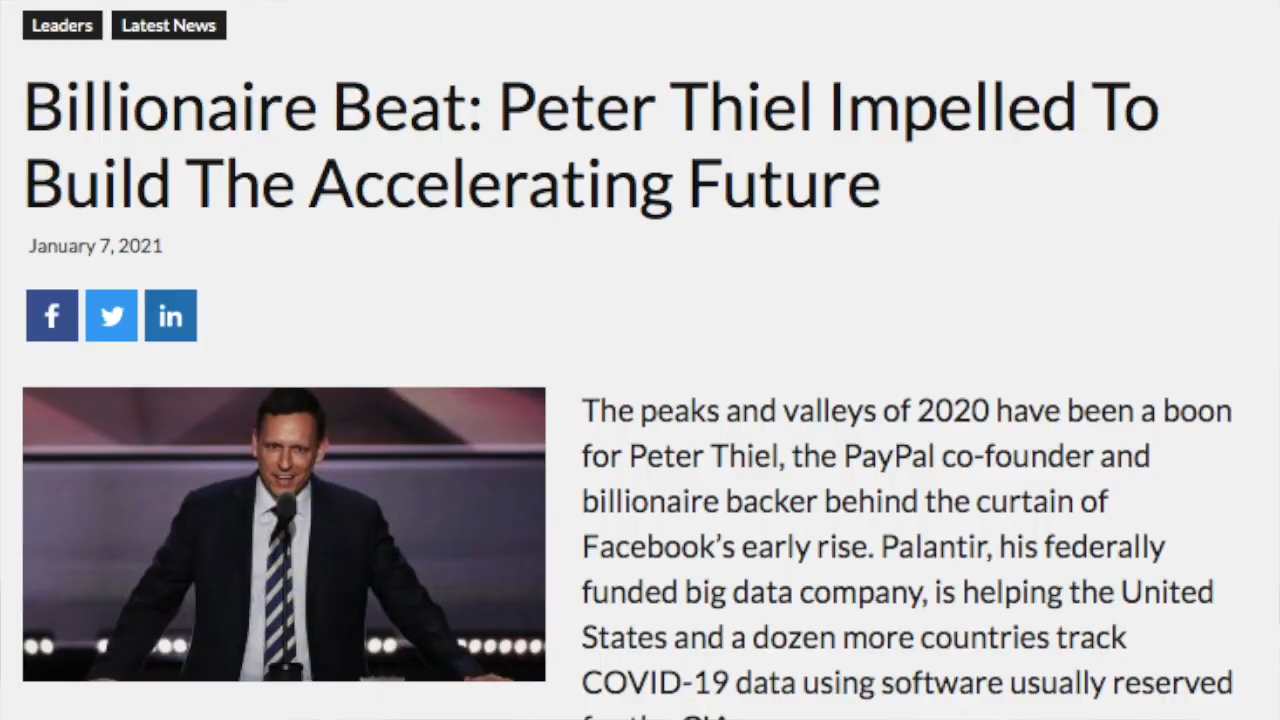 Leaders Latest News
Billionaire Beat: Peter Thiel Impelled To
Build The Accelerating Future
January 7, 2021
f in
The peaks and valleys of 2020 have been a boon
for Peter Thiel, the PayPal co-founder and
billionaire backer behind the curtain of
Facebook’s early rise. Palantir, his federally
funded big data company, is helping the United
States and a dozen more countries track
COVID-19 data using software usually reserved